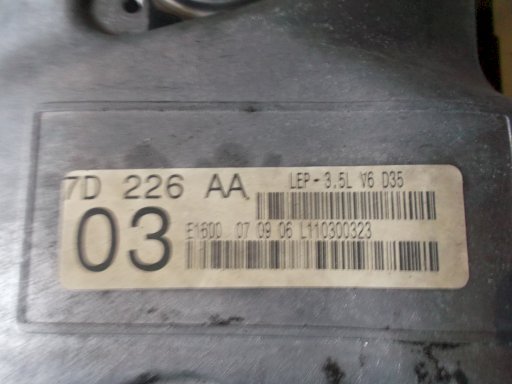 7D 226 AA
LEP - 3.5L V6 D35
03
E1600 07 09 06 L110300323